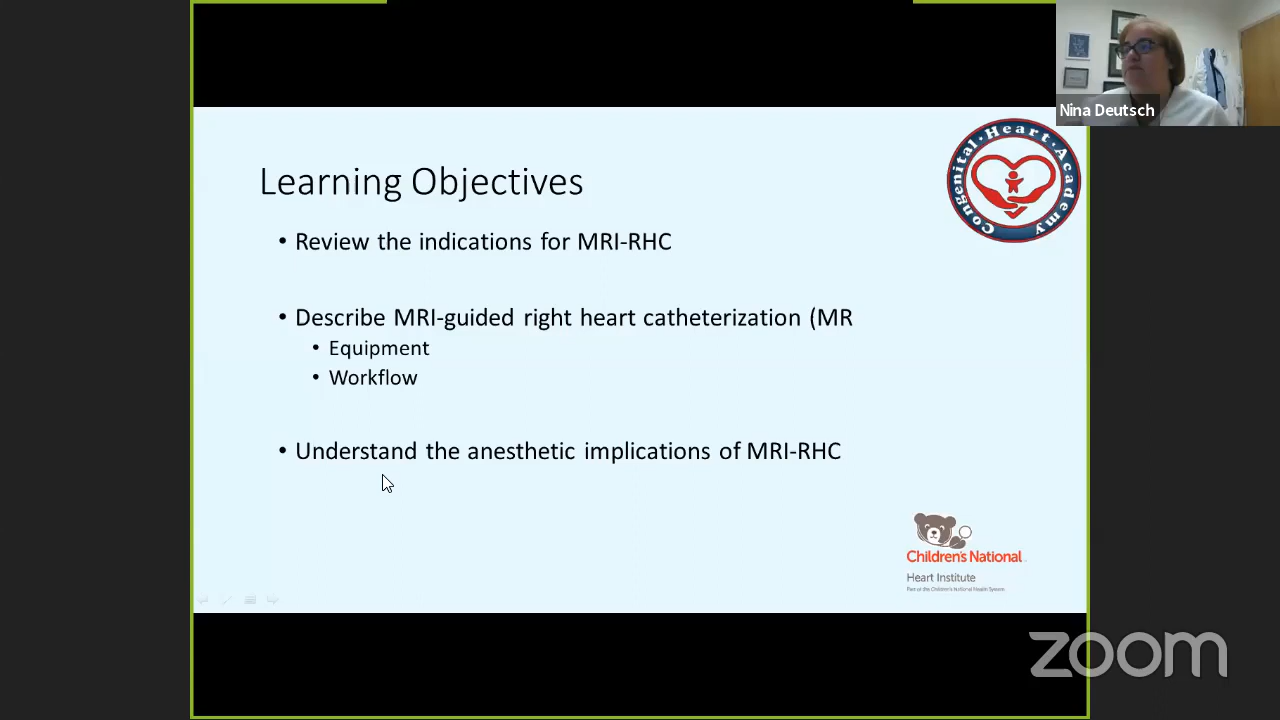 Nina Deutsch
Congenital·Heart·Academy
Learning Objectives
• Review the indications for MRI-RHC
• Describe MRI-guided right heart catheterization (MR
• Equipment
• Workflow
• Understand the anesthetic implications of MRI-RHC
Children's National
Heart Institute
Part of the Children's National Health System
zoom